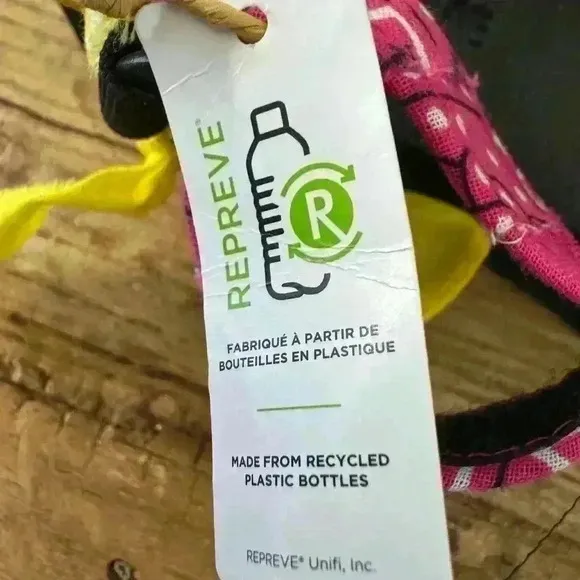 REPREVE®
R
FABRIQUÉ À PARTIR DE
BOUTEILLES EN PLASTIQUE
MADE FROM RECYCLED
PLASTIC BOTTLES
REPREVE® Unifi, Inc.